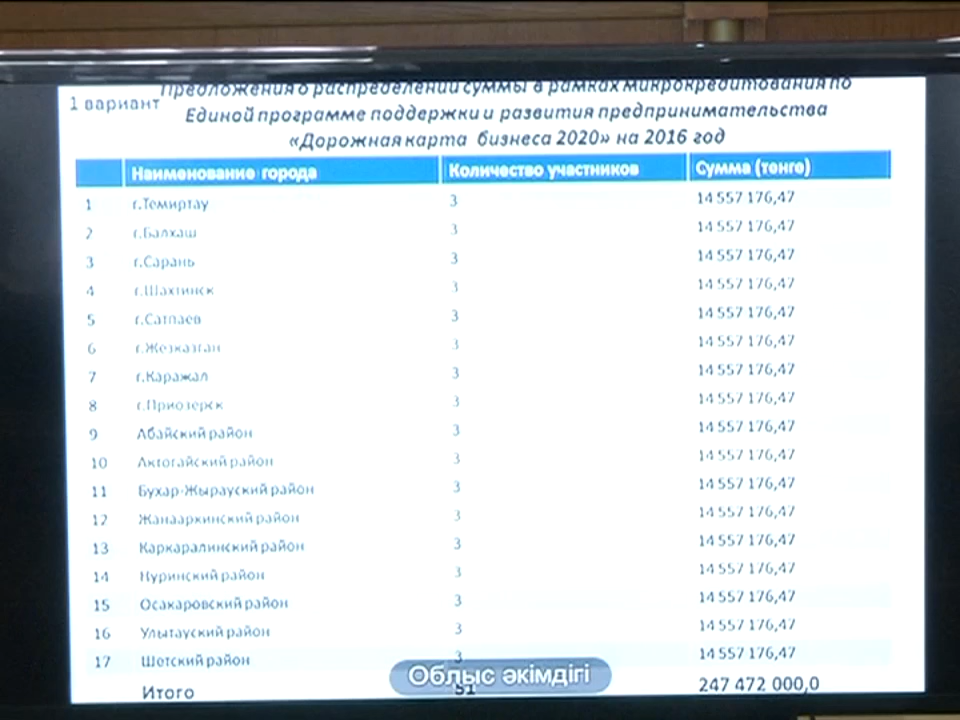 1 вариант
Предложения о распределении суммы в рамках микрокредитования по
Единой программе поддержки и развития предпринимательства
«Дорожная карта бизнеса 2020» на 2016 год
Наименование города Количество участников Сумма (тенге)
1 г.Темиртау 3 14 557 176,47
2 г.Балхаш 3 14 557 176,47
3 г.Сарань 3 14 557 176,47
4 г.Шахтинск 3 14 557 176,47
5 г.Сатпаев 3 14 557 176,47
6 г.Жезказган 3 14 557 176,47
7 г.Каражал 3 14 557 176,47
8 г.Приозерск 3 14 557 176,47
9 Абайский район 3 14 557 176,47
10 Актогайский район 3 14 557 176,47
11 Бухар-Жырауский район 3 14 557 176,47
12 Жанааркинский район 3 14 557 176,47
13 Каркаралинский район 3 14 557 176,47
14 Нуринский район 3 14 557 176,47
15 Осакаровский район 3 14 557 176,47
16 Улытауский район 3 14 557 176,47
17 Шетский район 3 14 557 176,47
Облыс әкімдігі
Итого 51 247 472 000,0